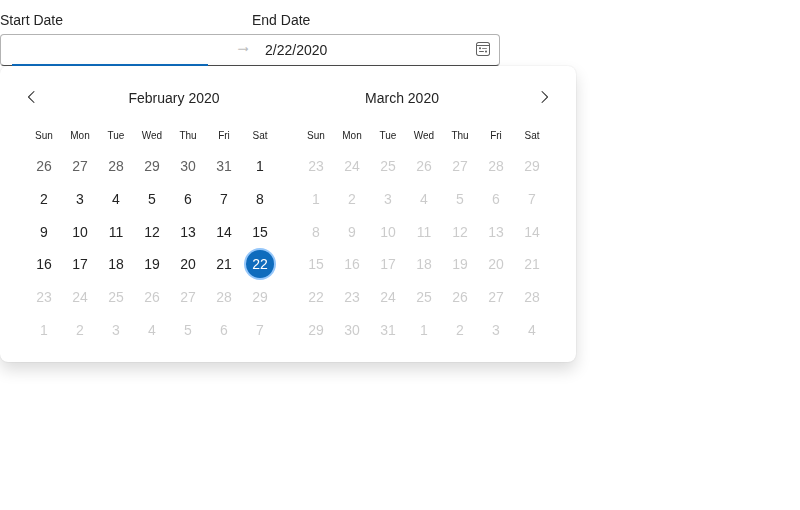 Start Date End Date
→ 2/22/2020
February 2020 March 2020
Sun Mon Tue Wed Thu Fri Sat Sun Mon Tue Wed Thu Fri Sat
26 27 28 29 30 31 1 23 24 25 26 27 28 29
2 3 4 5 6 7 8 1 2 3 4 5 6 7
9 10 11 12 13 14 15 8 9 10 11 12 13 14
16 17 18 19 20 21 22 15 16 17 18 19 20 21
23 24 25 26 27 28 29 22 23 24 25 26 27 28
1 2 3 4 5 6 7 29 30 31 1 2 3 4